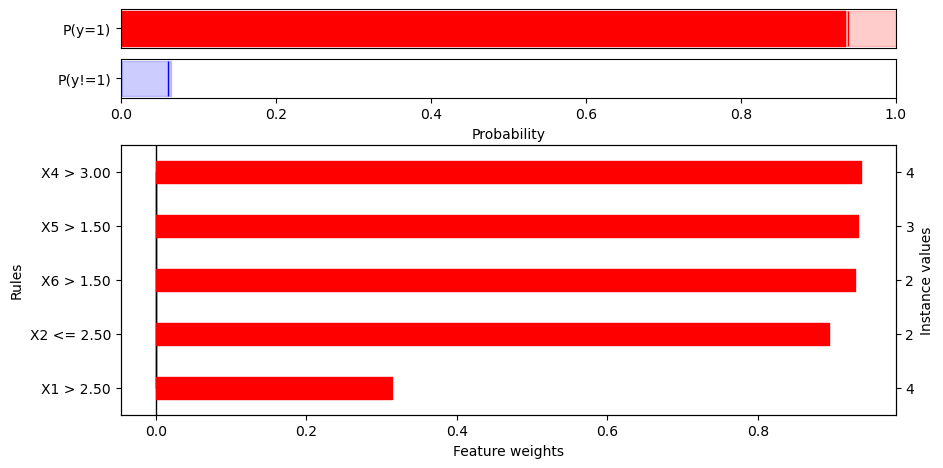 P(y=1)
P(y!=1)
0.0 0.2 0.4 0.6 0.8 1.0
Probability
X4 > 3.00 4
X5 > 1.50 3
X6 > 1.50 2
X2 <= 2.50 2
X1 > 2.50 4
Rules
Instance values
0.0 0.2 0.4 0.6 0.8
Feature weights